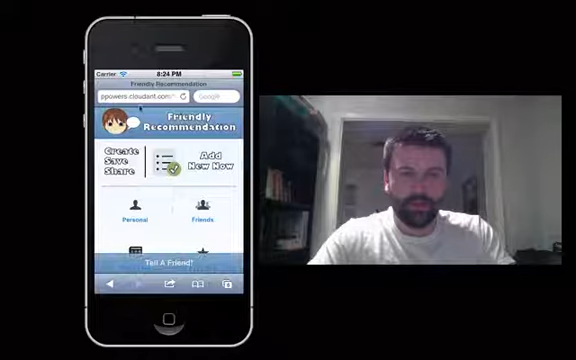 Carrier 8:24 PM
Friendly Recommendation
ppowers.cloudant.com/
Google
Friendly
Recommendation
Create
Save
Share
Add
New Now
Personal
Friends
Tell A Friend!